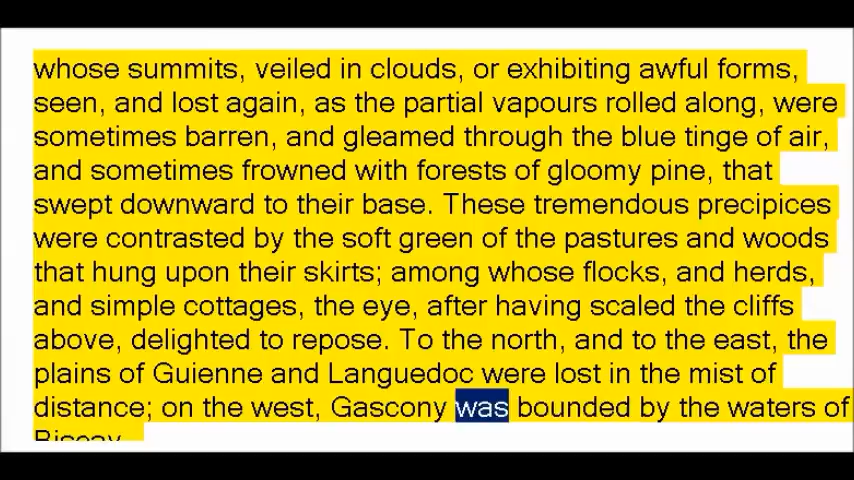 whose summits, veiled in clouds, or exhibiting awful forms,
seen, and lost again, as the partial vapours rolled along, were
sometimes barren, and gleamed through the blue tinge of air,
and sometimes frowned with forests of gloomy pine, that
swept downward to their base. These tremendous precipices
were contrasted by the soft green of the pastures and woods
that hung upon their skirts; among whose flocks, and herds,
and simple cottages, the eye, after having scaled the cliffs
above, delighted to repose. To the north, and to the east, the
plains of Guienne and Languedoc were lost in the mist of
distance; on the west, Gascony was bounded by the waters of
Biscay.